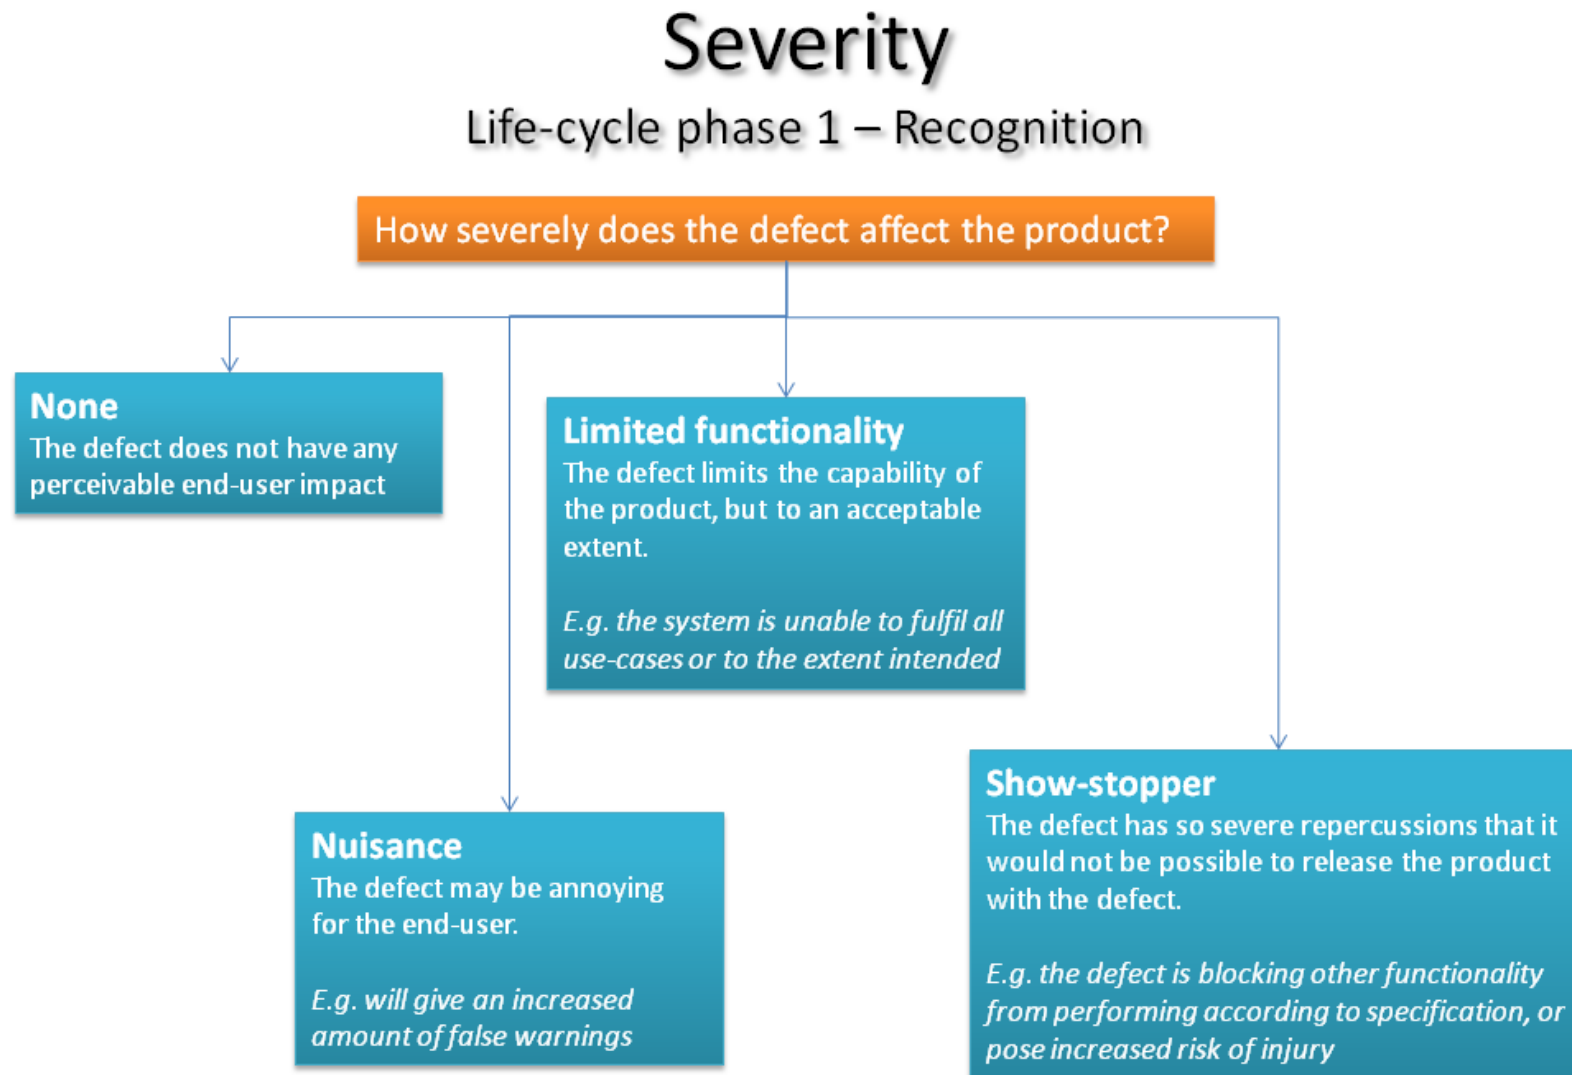 Severity
Life-cycle phase 1 – Recognition
How severely does the defect affect the product?
None
The defect does not have any
perceivable end-user impact
Limited functionality
The defect limits the capability of
the product, but to an acceptable
extent.
E.g. the system is unable to fulfil all
use-cases or to the extent intended
Nuisance
The defect may be annoying
for the end-user.
E.g. will give an increased
amount of false warnings
Show-stopper
The defect has so severe repercussions that it
would not be possible to release the product
with the defect.
E.g. the defect is blocking other functionality
from performing according to specification, or
pose increased risk of injury